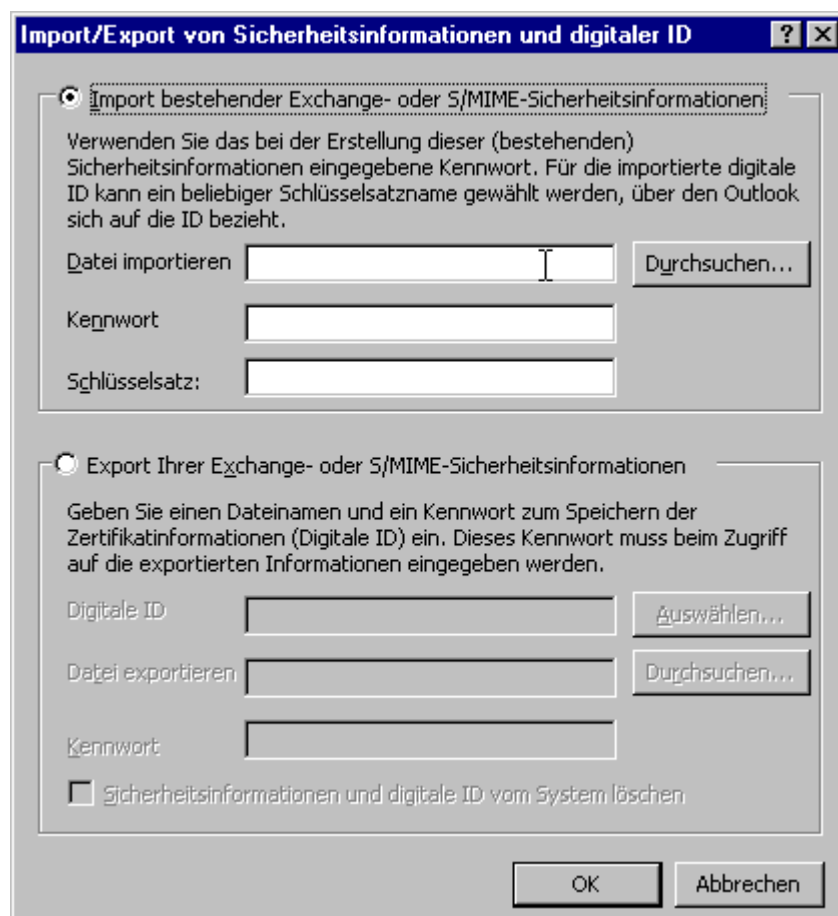 Import/Export von Sicherheitsinformationen und digitaler ID
Import bestehender Exchange- oder S/MIME-Sicherheitsinformationen
Verwenden Sie das bei der Erstellung dieser (bestehenden)
Sicherheitsinformationen eingegebene Kennwort. Für die importierte digitale
ID kann ein beliebiger Schlüsselsatzname gewählt werden, über den Outlook
sich auf die ID bezieht.
Datei importieren Durchsuchen...
Kennwort
Schlüsselsatz:
Export Ihrer Exchange- oder S/MIME-Sicherheitsinformationen
Geben Sie einen Dateinamen und ein Kennwort zum Speichern der
Zertifikatinformationen (Digitale ID) ein. Dieses Kennwort muss beim Zugriff
auf die exportierten Informationen eingegeben werden.
Digitale ID Auswählen...
Datei exportieren Durchsuchen...
Kennwort
Sicherheitsinformationen und digitale ID vom System löschen
OK Abbrechen